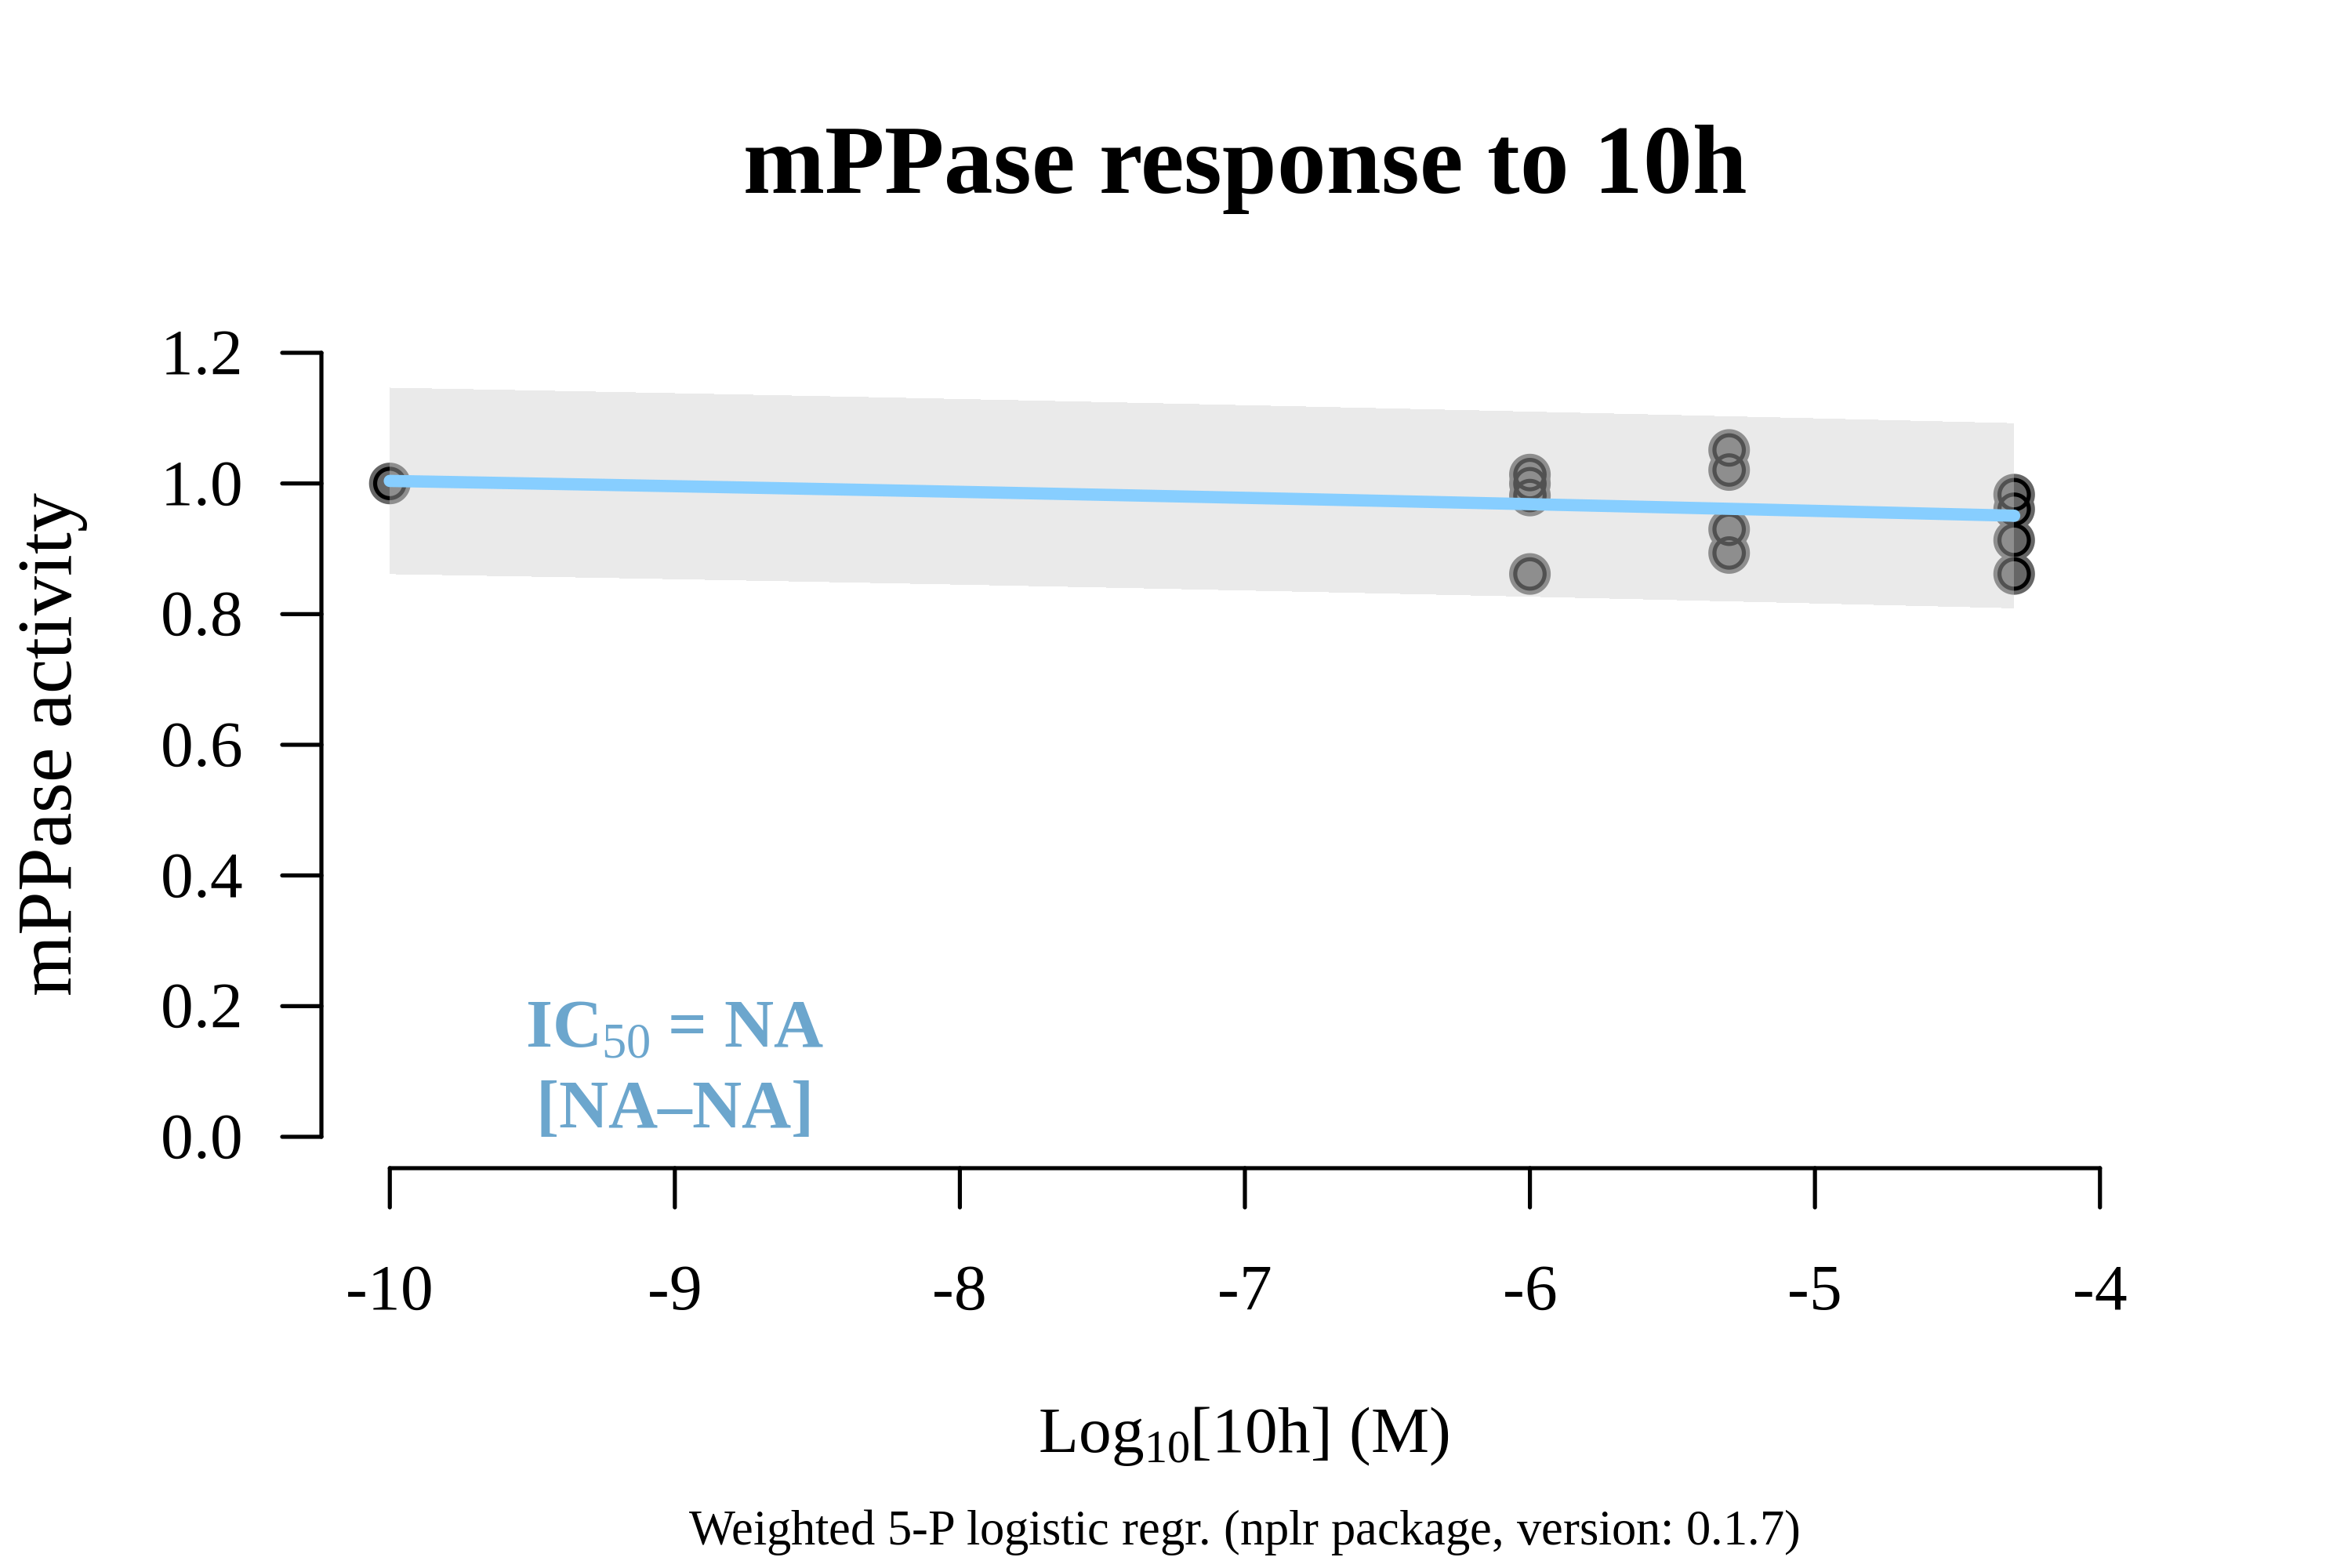 mPPase response to 10h
mPPase activity
1.2
1.0
0.8
0.6
0.4
0.2
0.0
IC50 = NA
[NA–NA]
-10 -9 -8 -7 -6 -5 -4
Log10[10h] (M)
Weighted 5-P logistic regr. (nplr package, version: 0.1.7)